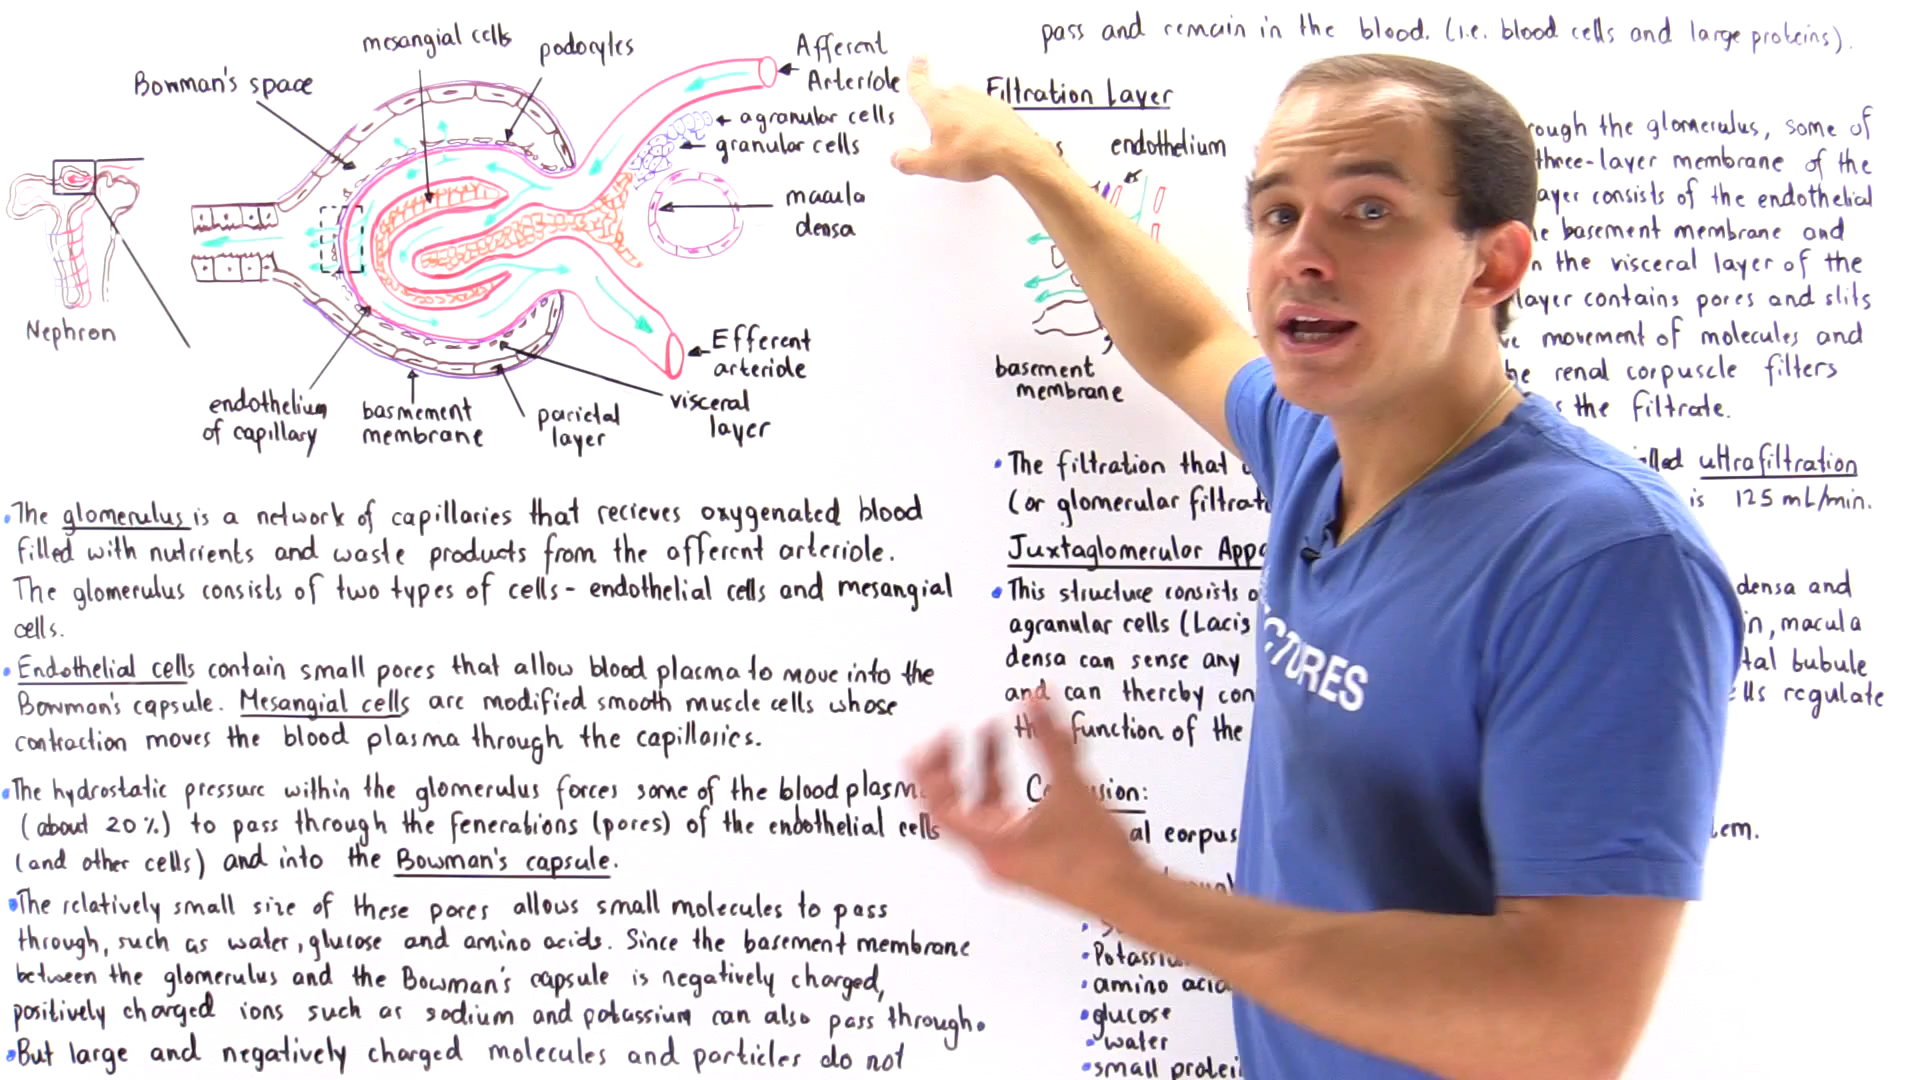 mesangial cells
podocytes
Bowman's space
Afferent
Arteriole
agranular cells
granular cells
macula
densa
Nephron
Efferent
arteriole
endothelium
of capillary
basmement
membrane
parietal
layer
visceral
layer
•The glomerulus is a network of capillaries that recieves oxygenated blood
filled with nutrients and waste products from the afferent arteriole.
The glomerulus consists of two types of cells - endothelial cells and mesangial
cells.
• Endothelial cells contain small pores that allow blood plasma to move into the
Bowman's capsule. Mesangial cells are modified smooth muscle cells whose
contraction moves the blood plasma through the capillaries.
•The hydrostatic pressure within the glomerulus forces some of the blood plasm
(about 20%) to pass through the fenerations (pores) of the endothelial cells
(and other cells) and into the Bowman's capsule.
•The relatively small size of these pores allows small molecules to pass
through, such as water, glucose and amino acids. Since the basement membrane
between the glomerulus and the Bowman's capsule is negatively charged,
positively charged ions such as sodium and potassium can also pass through.
•But large and negatively charged molecules and particles do not
pass and remain in the blood. (i.e. blood cells and large proteins).
Filtration Layer
endothelium
basement
membrane
rough the glomerulus, some of
three-layer membrane of the
ayer consists of the endothelial
basement membrane and
the visceral layer of the
layer contains pores and slits
movement of molecules and
renal corpuscle filters
the filtrate.
•The filtration that
lled ultrafiltration
(or glomerular filtrat
is 125 mL/min.
Juxtaglomerular Appa
•This structure consists o
densa and
agranular cells (Lacis
in, macula
densa can sense any
tal bubule
and can thereby con
ells regulate
the function of the
al corpus
em.
•Potassiu
•amino acid
•glucose
•water
•small protei
CTURES